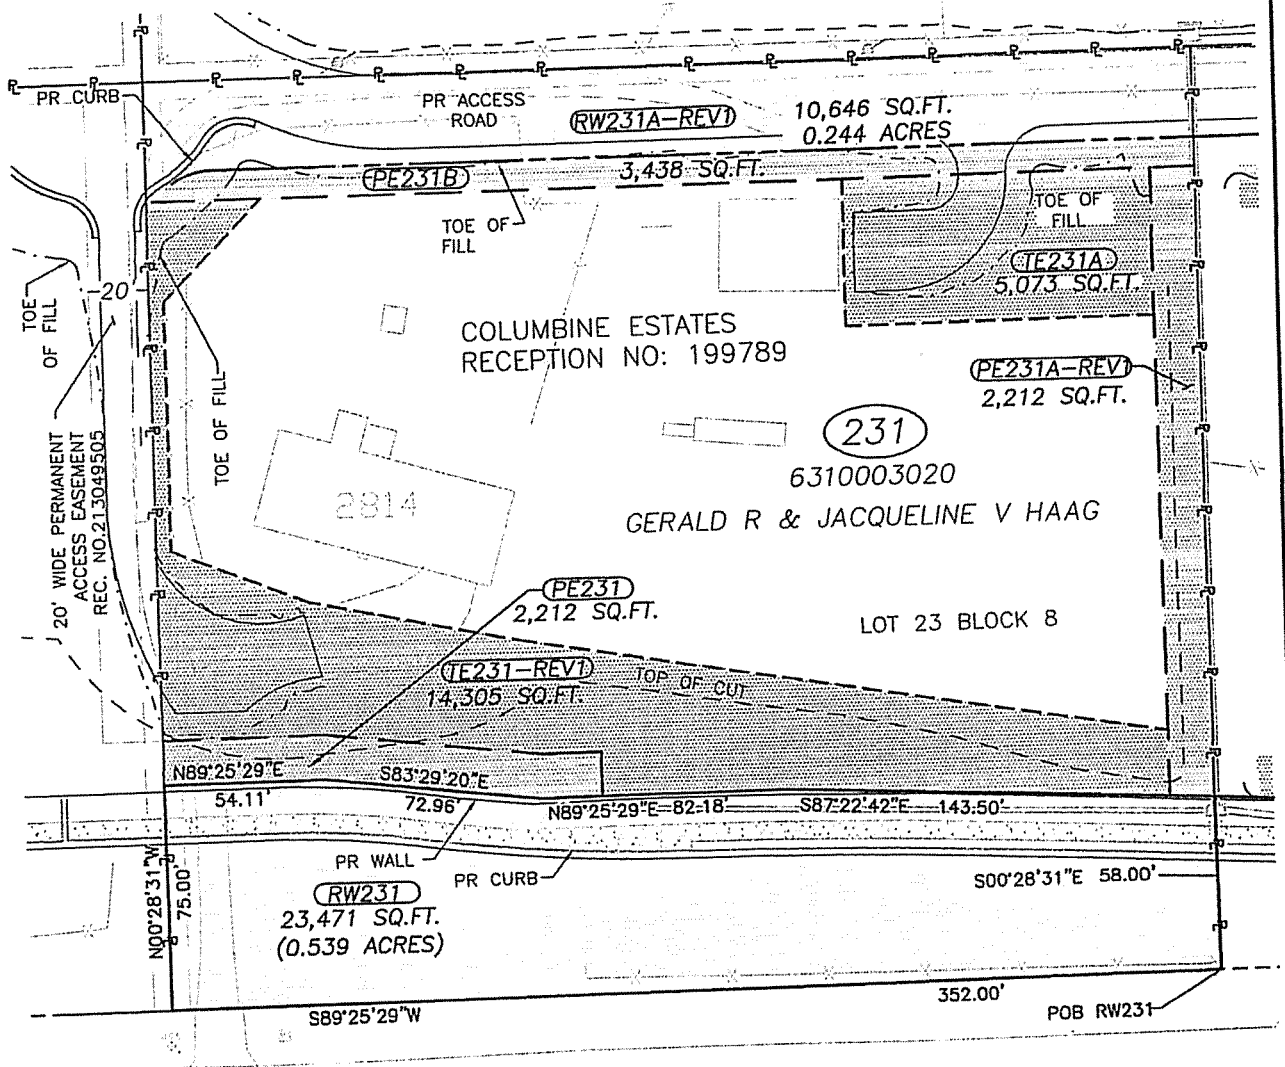 PR CURB
PR ACCESS
ROAD
RW231A-REV1
10,646 SQ.FT.
0.244 ACRES
PE231B
3,438 SQ.FT.
TOE OF
FILL
TOE OF
FILL
TE231A
5,073 SQ.FT.
20
TOE
OF FILL
TOE OF FILL
20' WIDE PERMANENT
ACCESS EASEMENT
REC. NO.213049505
COLUMBINE ESTATES
RECEPTION NO: 199789
PE231A-REV1
2,212 SQ.FT.
231
6310003020
GERALD R & JACQUELINE V HAAG
2814
LOT 23 BLOCK 8
PE231
2,212 SQ.FT.
TE231-REV1
14,305 SQ.FT.
TOP OF CUT
N89°25'29"E
54.11'
S83°29'20"E
72.96'
N89°25'29"E 82.18'
S87°22'42"E 143.50'
PR WALL
PR CURB
S00°28'31"E 58.00'
N00°28'31"W
75.00'
RW231
23,471 SQ.FT.
(0.539 ACRES)
S89°25'29"W
352.00'
POB RW231